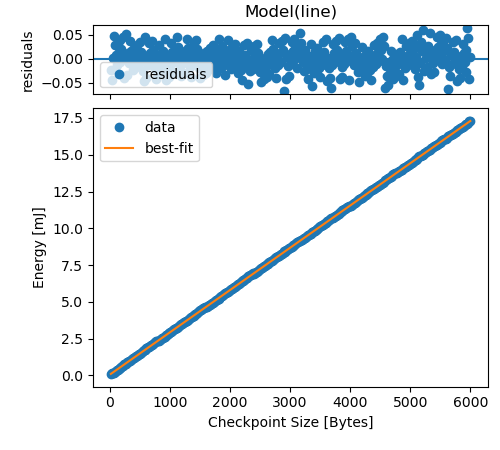 Model(line)
residuals
0.05
0.00
−0.05
residuals
Energy [mJ]
17.5
15.0
12.5
10.0
7.5
5.0
2.5
0.0
data
best-fit
0 1000 2000 3000 4000 5000 6000
Checkpoint Size [Bytes]